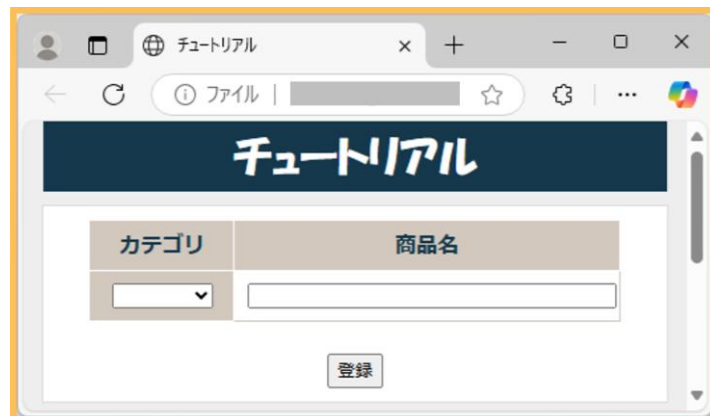 チュートリアル
ファイル
チュートリアル
カテゴリ 商品名
登録